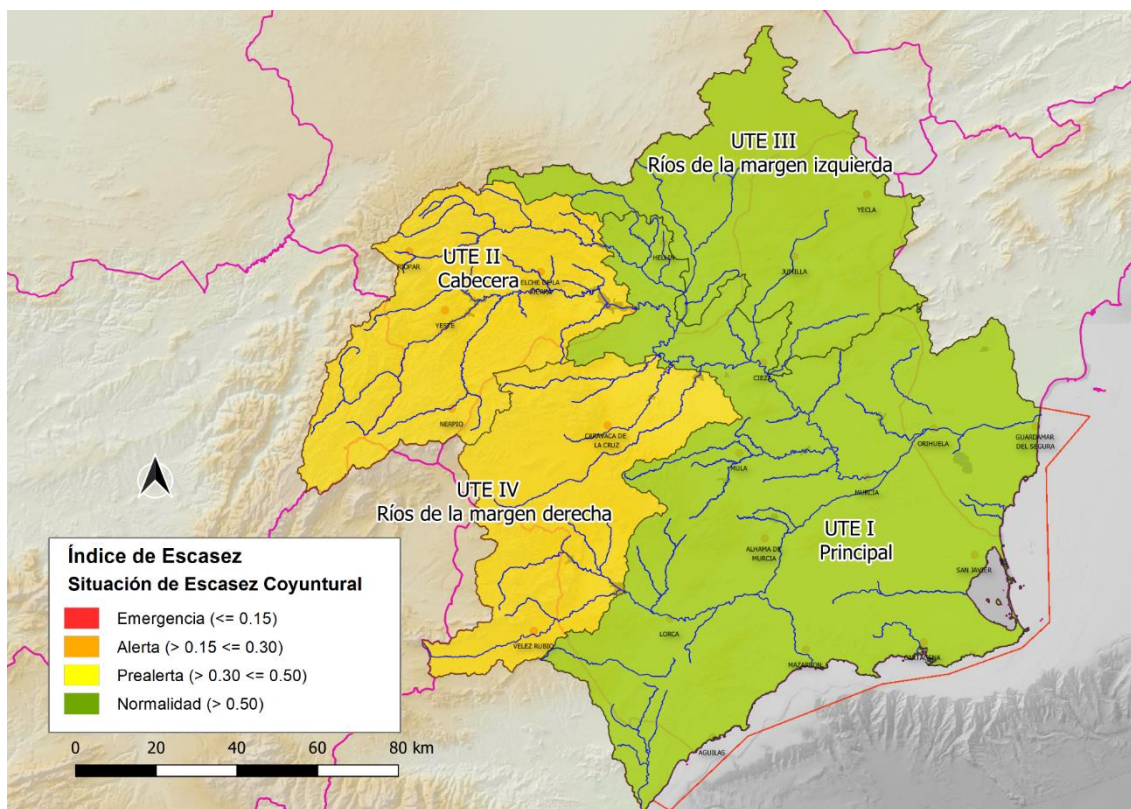 UTE III
Ríos de la margen izquierda
YECLA
UTE II
Cabecera
RIOPAR
ELCHE DE LA
SIERRA
HELLIN
JUMILLA
YESTE
CIEZA
NERPIO
CARAVACA DE
LA CRUZ
ORIHUELA
GUARDAMAR
DEL SEGURA
MULA
MURCIA
UTE IV
Ríos de la margen derecha
UTE I
Principal
ALHAMA DE
MURCIA
SAN JAVIER
LORCA
VELEZ RUBIO
MAZARRON
CARTAGENA
AGUILAS
Índice de Escasez
Situación de Escasez Coyuntural
Emergencia (<= 0.15)
Alerta (> 0.15 <= 0.30)
Prealerta (> 0.30 <= 0.50)
Normalidad (> 0.50)
0 20 40 60 80 km